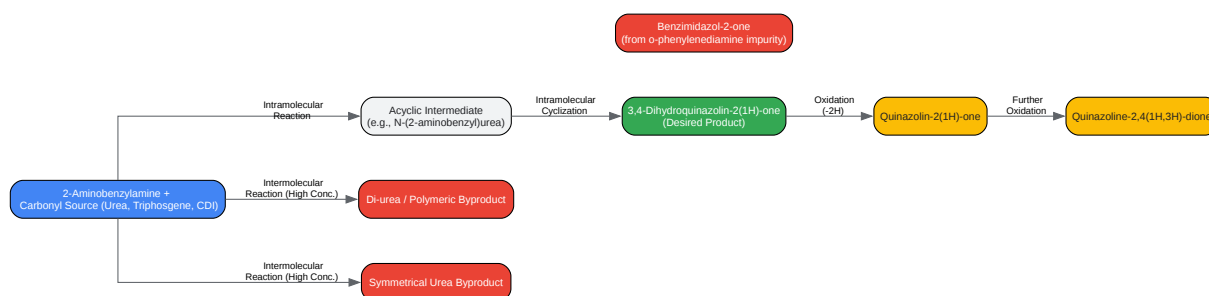 Benzimidazol-2-one
(from o-phenylenediamine impurity)
Intramolecular
Reaction
Acyclic Intermediate
(e.g., N-(2-aminobenzyl)urea)
Intramolecular
Cyclization
3,4-Dihydroquinazolin-2(1H)-one
(Desired Product)
Oxidation
(-2H)
Quinazolin-2(1H)-one
Further
Oxidation
Quinazoline-2,4(1H,3H)-dione
2-Aminobenzylamine +
Carbonyl Source (Urea, Triphosgene, CDI)
Intermolecular
Reaction (High Conc.)
Di-urea / Polymeric Byproduct
Intermolecular
Reaction (High Conc.)
Symmetrical Urea Byproduct